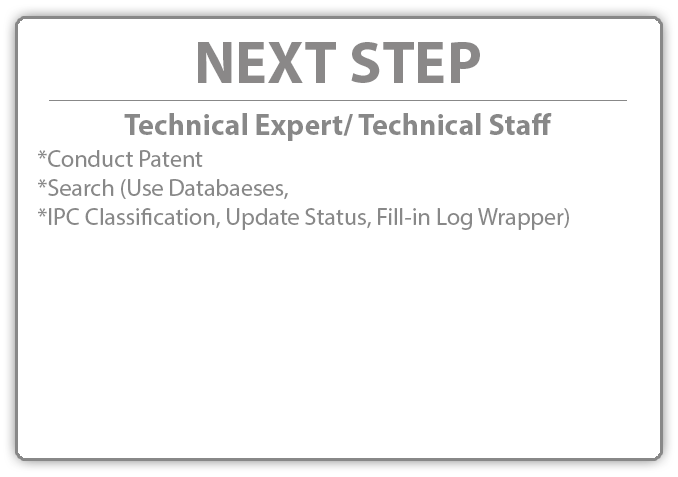 NEXT STEP
Technical Expert/ Technical Staff
*Conduct Patent
*Search (Use Databaeses,
*IPC Classification, Update Status, Fill-in Log Wrapper)